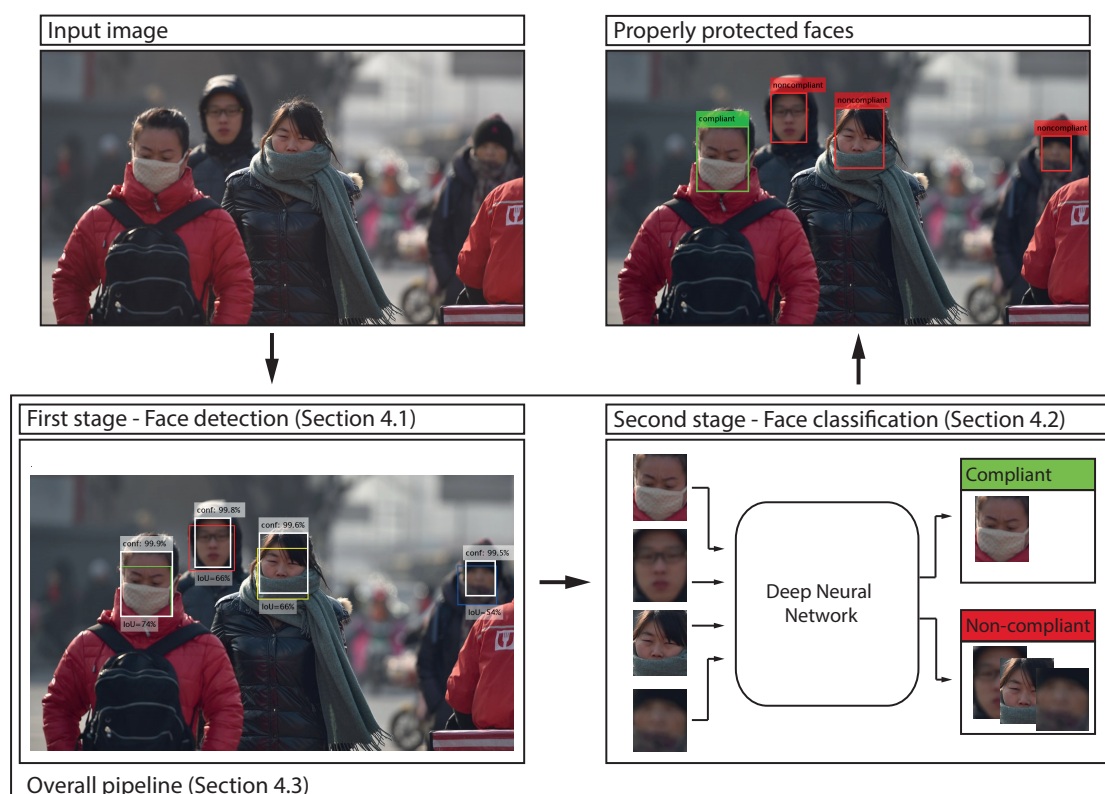 Input image
Properly protected faces
compliant
noncompliant
noncompliant
noncompliant
First stage - Face detection (Section 4.1)
conf: 99.9%
IoU=74%
conf: 99.8%
IoU=66%
conf: 99.6%
IoU=66%
conf: 99.5%
IoU=54%
Second stage - Face classification (Section 4.2)
Deep Neural
Network
Compliant
Non-compliant
Overall pipeline (Section 4.3)